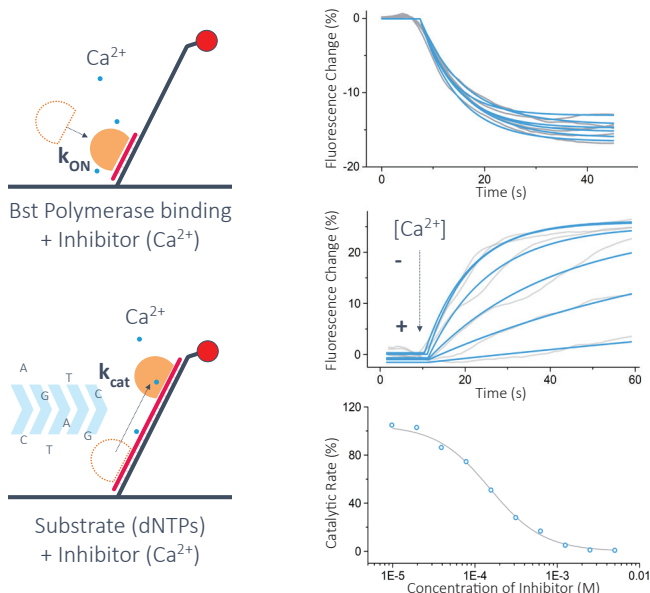 Ca²⁺
kON
Bst Polymerase binding
+ Inhibitor (Ca²⁺)
Fluorescence Change (%)
0
-10
-20
0
20
40
Time (s)
Ca²⁺
kcat
A
T
G
C
A
C
G
T
Substrate (dNTPs)
+ Inhibitor (Ca²⁺)
Fluorescence Change (%)
20
10
0
[Ca²⁺]
-
+
0
20
40
60
Time (s)
Catalytic Rate (%)
120
80
40
0
1E-5
1E-4
1E-3
0.01
Concentration of Inhibitor (M)